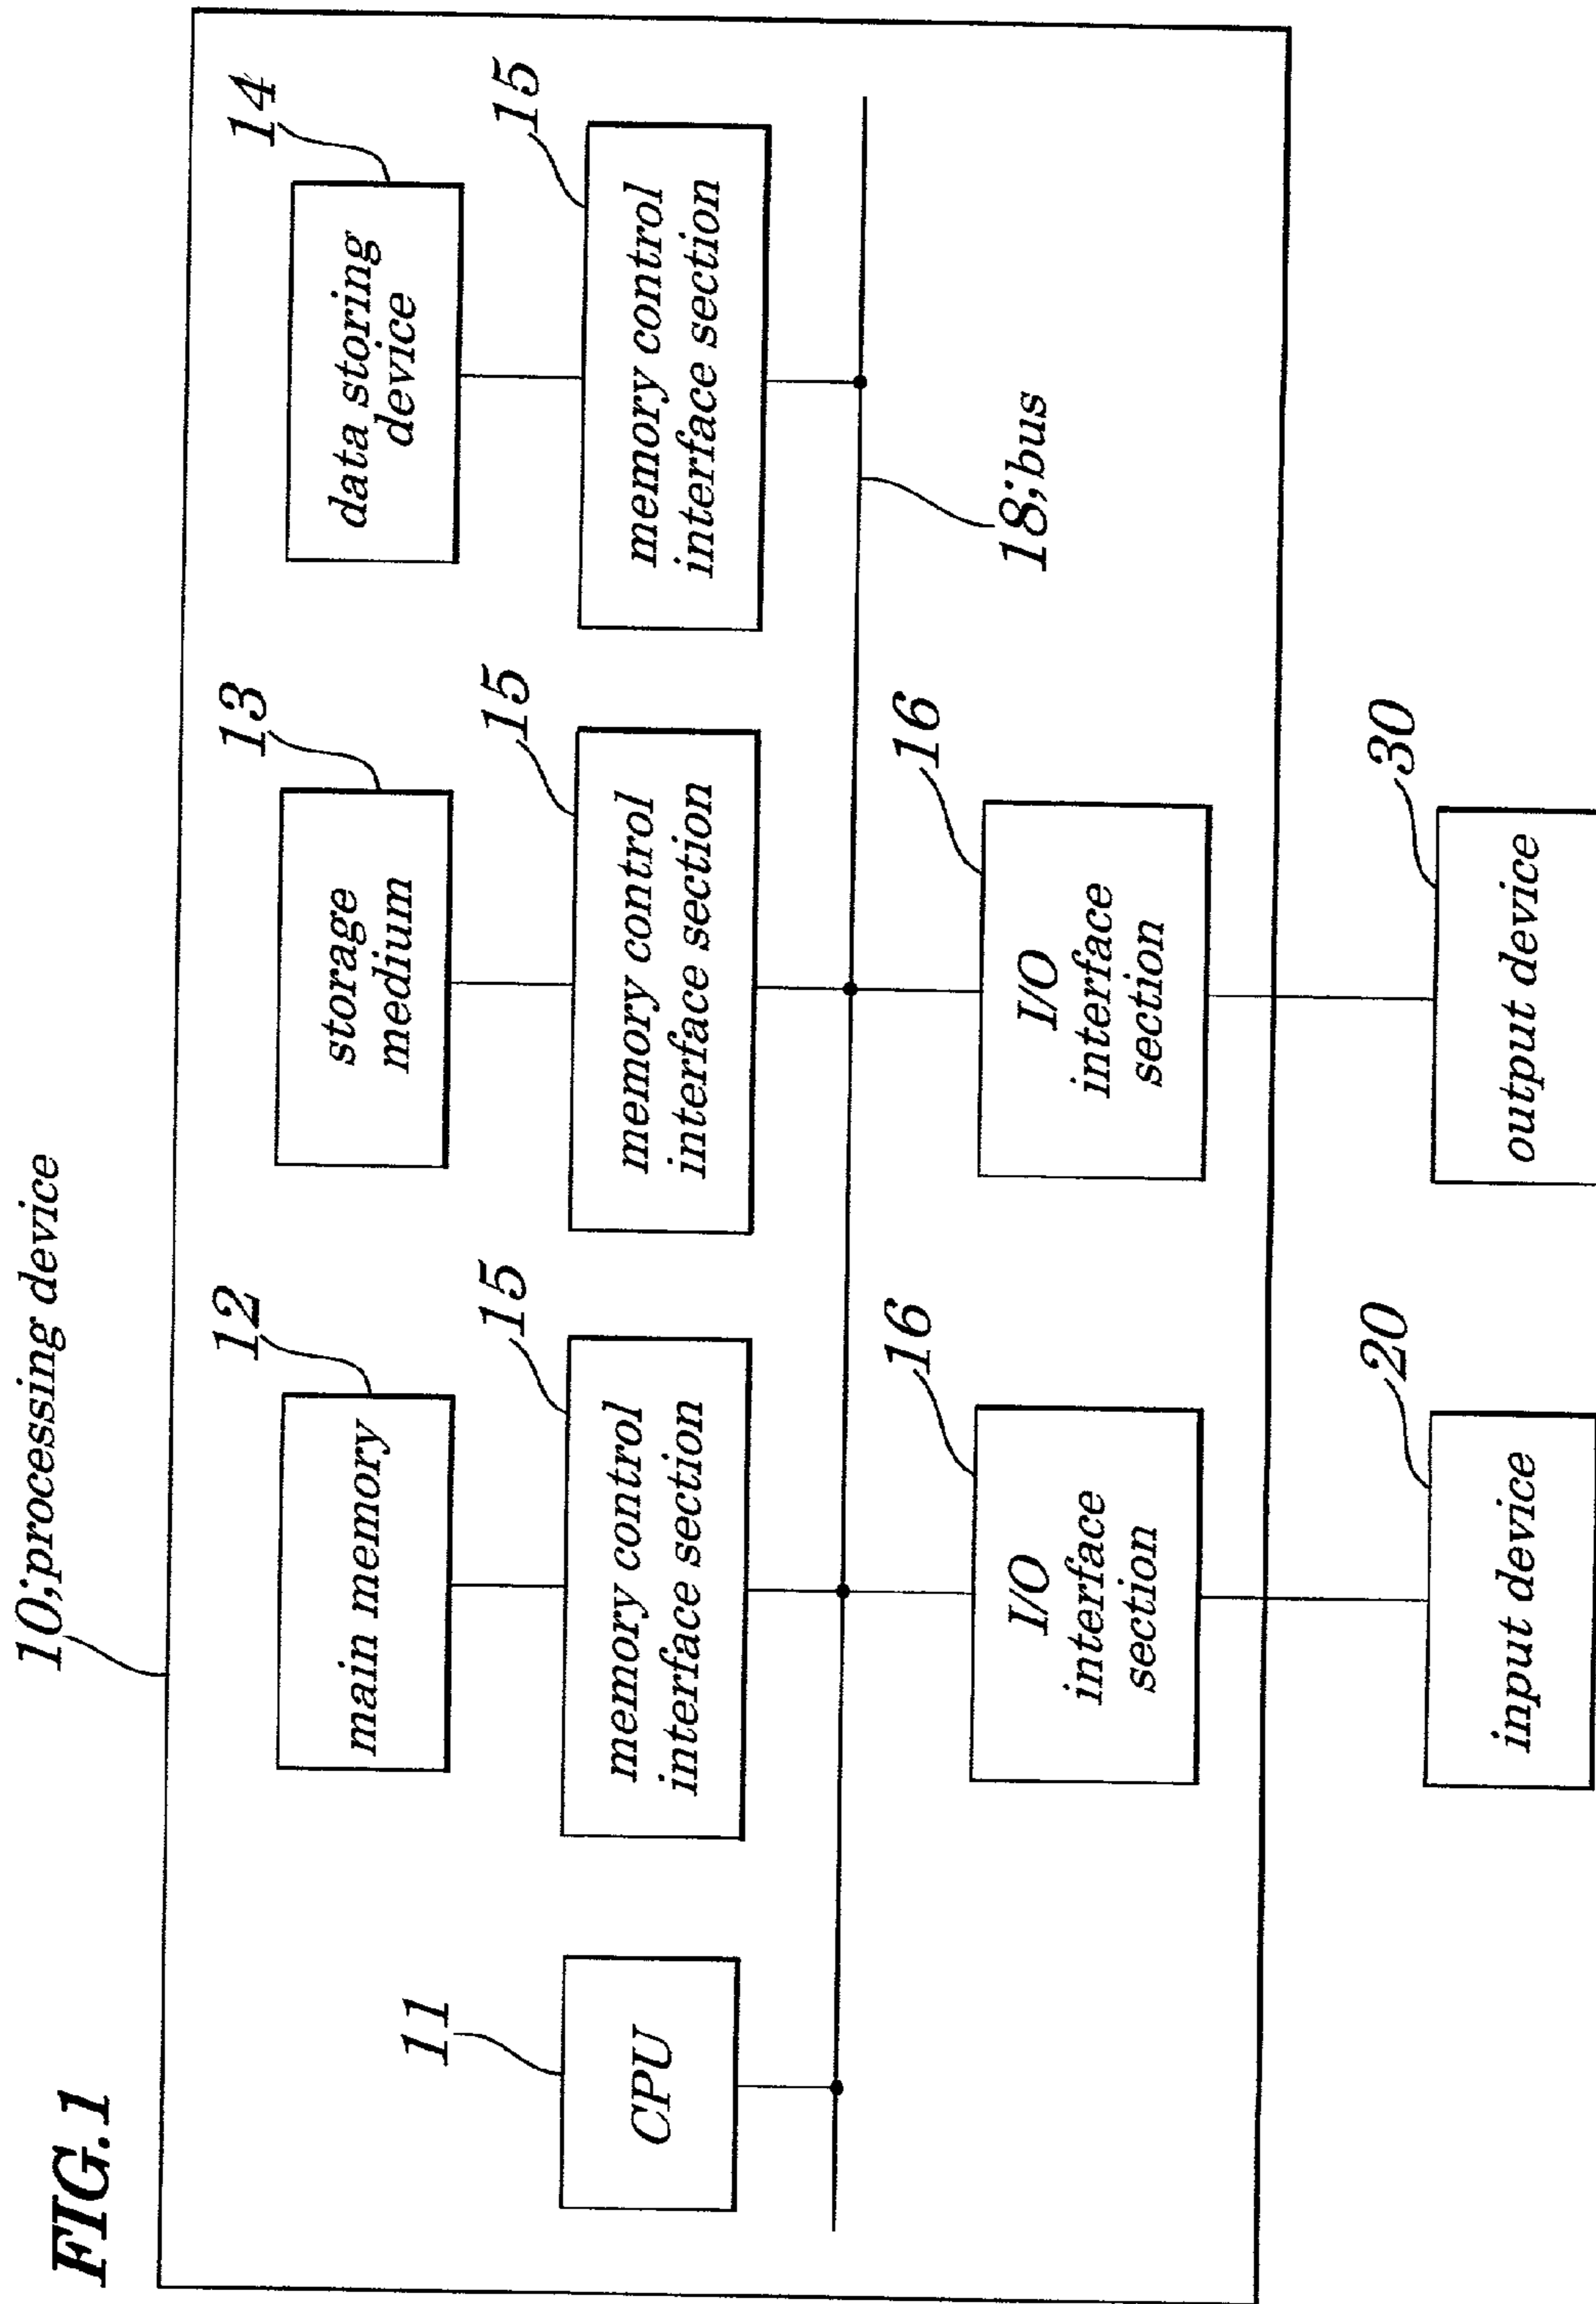 FIG.1
10;processing device
12
13
14
main memory
storage
medium
data storing
device
11
15
15
15
CPU
memory control
interface section
memory control
interface section
memory control
interface section
18;bus
16
16
I/O
interface
section
I/O
interface
section
20
30
input device
output device